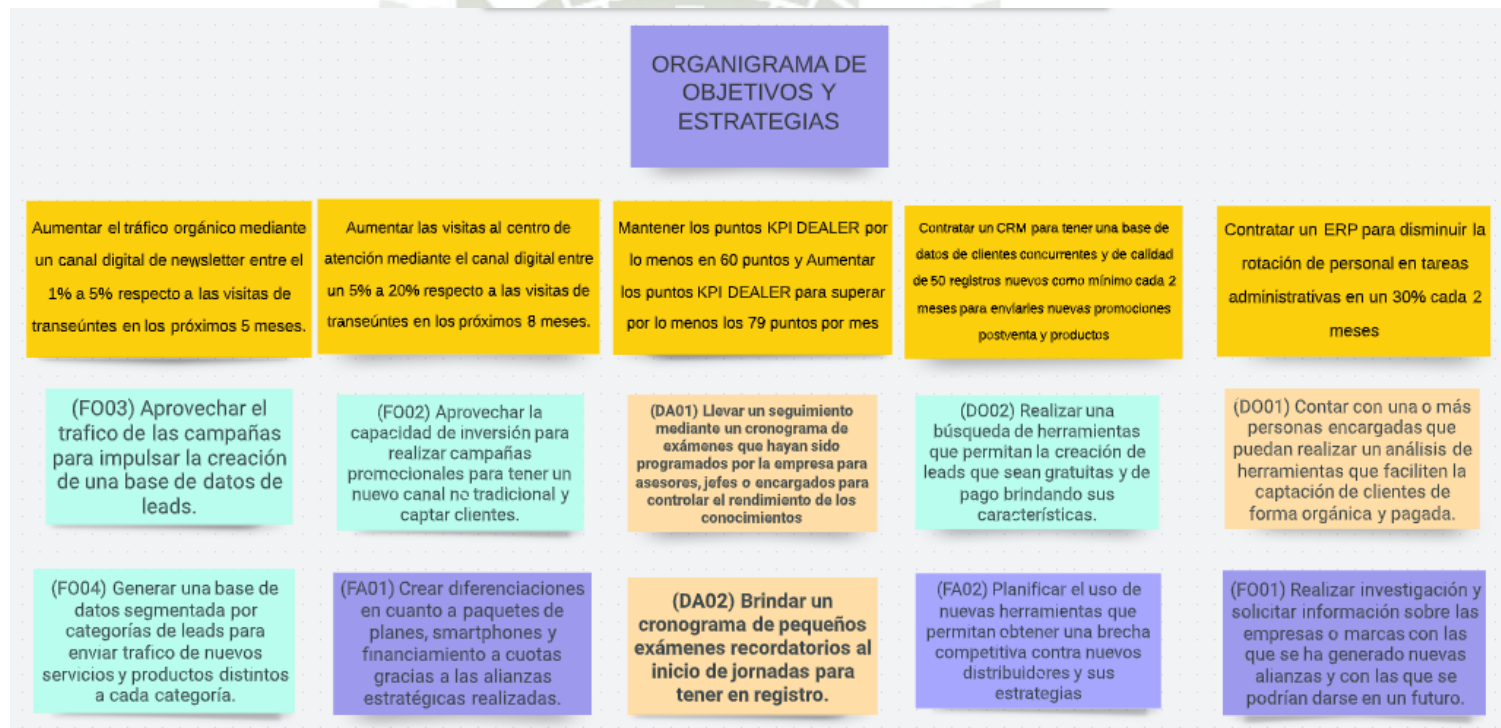 ORGANIGRAMA DE
OBJETIVOS Y
ESTRATEGIAS
Aumentar el tráfico orgánico mediante
un canal digital de newsletter entre el
1% a 5% respecto a las visitas de
transeúntes en los próximos 5 meses.
Aumentar las visitas al centro de
atención mediante el canal digital entre
un 5% a 20% respecto a las visitas de
transeúntes en los próximos 8 meses.
Mantener los puntos KPI DEALER por
lo menos en 60 puntos y Aumentar
los puntos KPI DEALER para superar
por lo menos los 79 puntos por mes
Contratar un CRM para tener una base de
datos de clientes concurrentes y de calidad
de 50 registros nuevos como mínimo cada 2
meses para enviarles nuevas promociones
postventa y productos
Contratar un ERP para disminuir la
rotación de personal en tareas
administrativas en un 30% cada 2
meses
(FO03) Aprovechar el
trafico de las campañas
para impulsar la creación
de una base de datos de
leads.
(FO02) Aprovechar la
capacidad de inversión para
realizar campañas
promocionales para tener un
nuevo canal no tradicional y
captar clientes.
(DA01) Llevar un seguimiento
mediante un cronograma de
exámenes que hayan sido
programados por la empresa para
asesores, jefes o encargados para
controlar el rendimiento de los
conocimientos
(DO02) Realizar una
búsqueda de herramientas
que permitan la creación de
leads que sean gratuitas y de
pago brindando sus
características.
(DO01) Contar con una o más
personas encargadas que
puedan realizar un análisis de
herramientas que faciliten la
captación de clientes de
forma orgánica y pagada.
(FO04) Generar una base de
datos segmentada por
categorías de leads para
enviar trafico de nuevos
servicios y productos distintos
a cada categoría.
(FA01) Crear diferenciaciones
en cuanto a paquetes de
planes, smartphones y
financiamiento a cuotas
gracias a las alianzas
estratégicas realizadas.
(DA02) Brindar un
cronograma de pequeños
exámenes recordatorios al
inicio de jornadas para
tener en registro.
(FA02) Planificar el uso de
nuevas herramientas que
permitan obtener una brecha
competitiva contra nuevos
distribuidores y sus
estrategias
(FO01) Realizar investigación y
solicitar información sobre las
empresas o marcas con las
que se ha generado nuevas
alianzas y con las que se
podrían darse en un futuro.